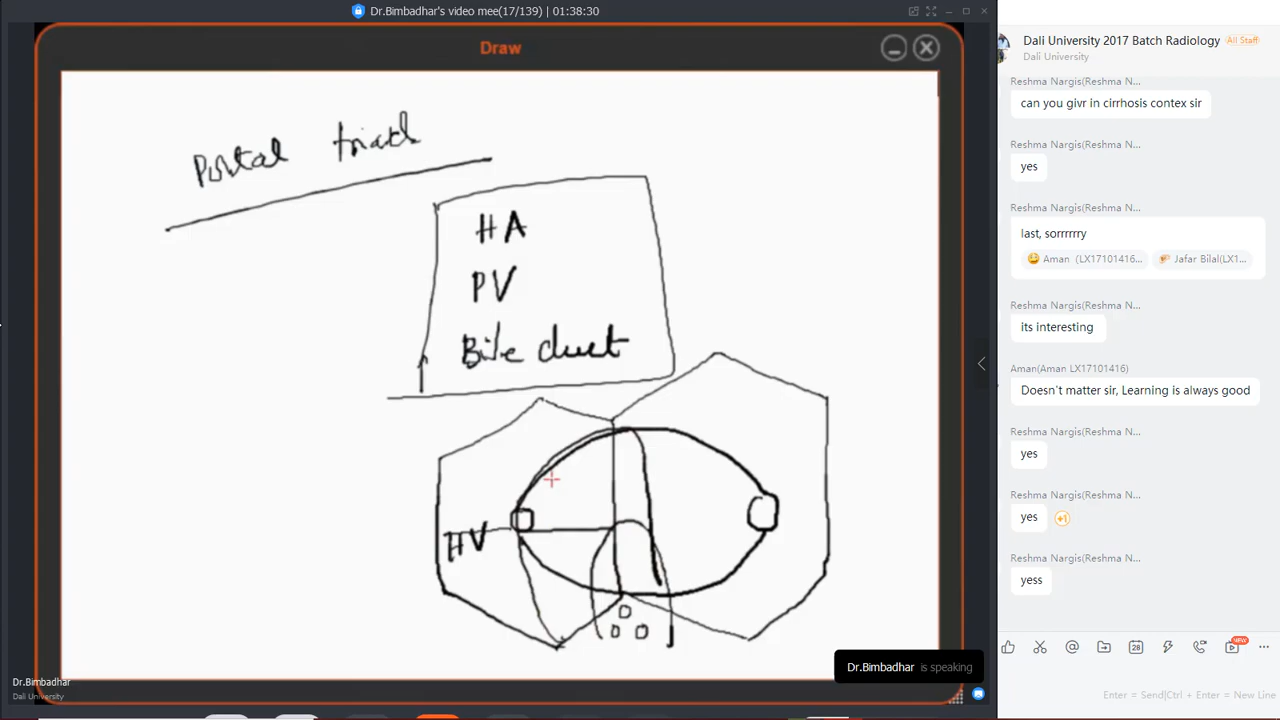 Dr.Bimbadhar's video mee(17/139) | 01:38:30
Draw
Portal triad
HA
PV
Bile duct
HV
Dr.Bimbadhar
Dali University
Dr.Bimbadhar is speaking
Dali University 2017 Batch Radiology All Staff
Dali University
Reshma Nargis(Reshma N...
can you givr in cirrhosis contex sir
Reshma Nargis(Reshma N...
yes
Reshma Nargis(Reshma N...
last, sorrrrrry
Aman (LX17101416... Jafar Bilal(LX1...
Reshma Nargis(Reshma N...
its interesting
Aman(Aman LX17101416)
Doesn't matter sir, Learning is always good
Reshma Nargis(Reshma N...
yes
Reshma Nargis(Reshma N...
yes +1
Reshma Nargis(Reshma N...
yess
28 NEW
Enter = Send|Ctrl + Enter = New Line